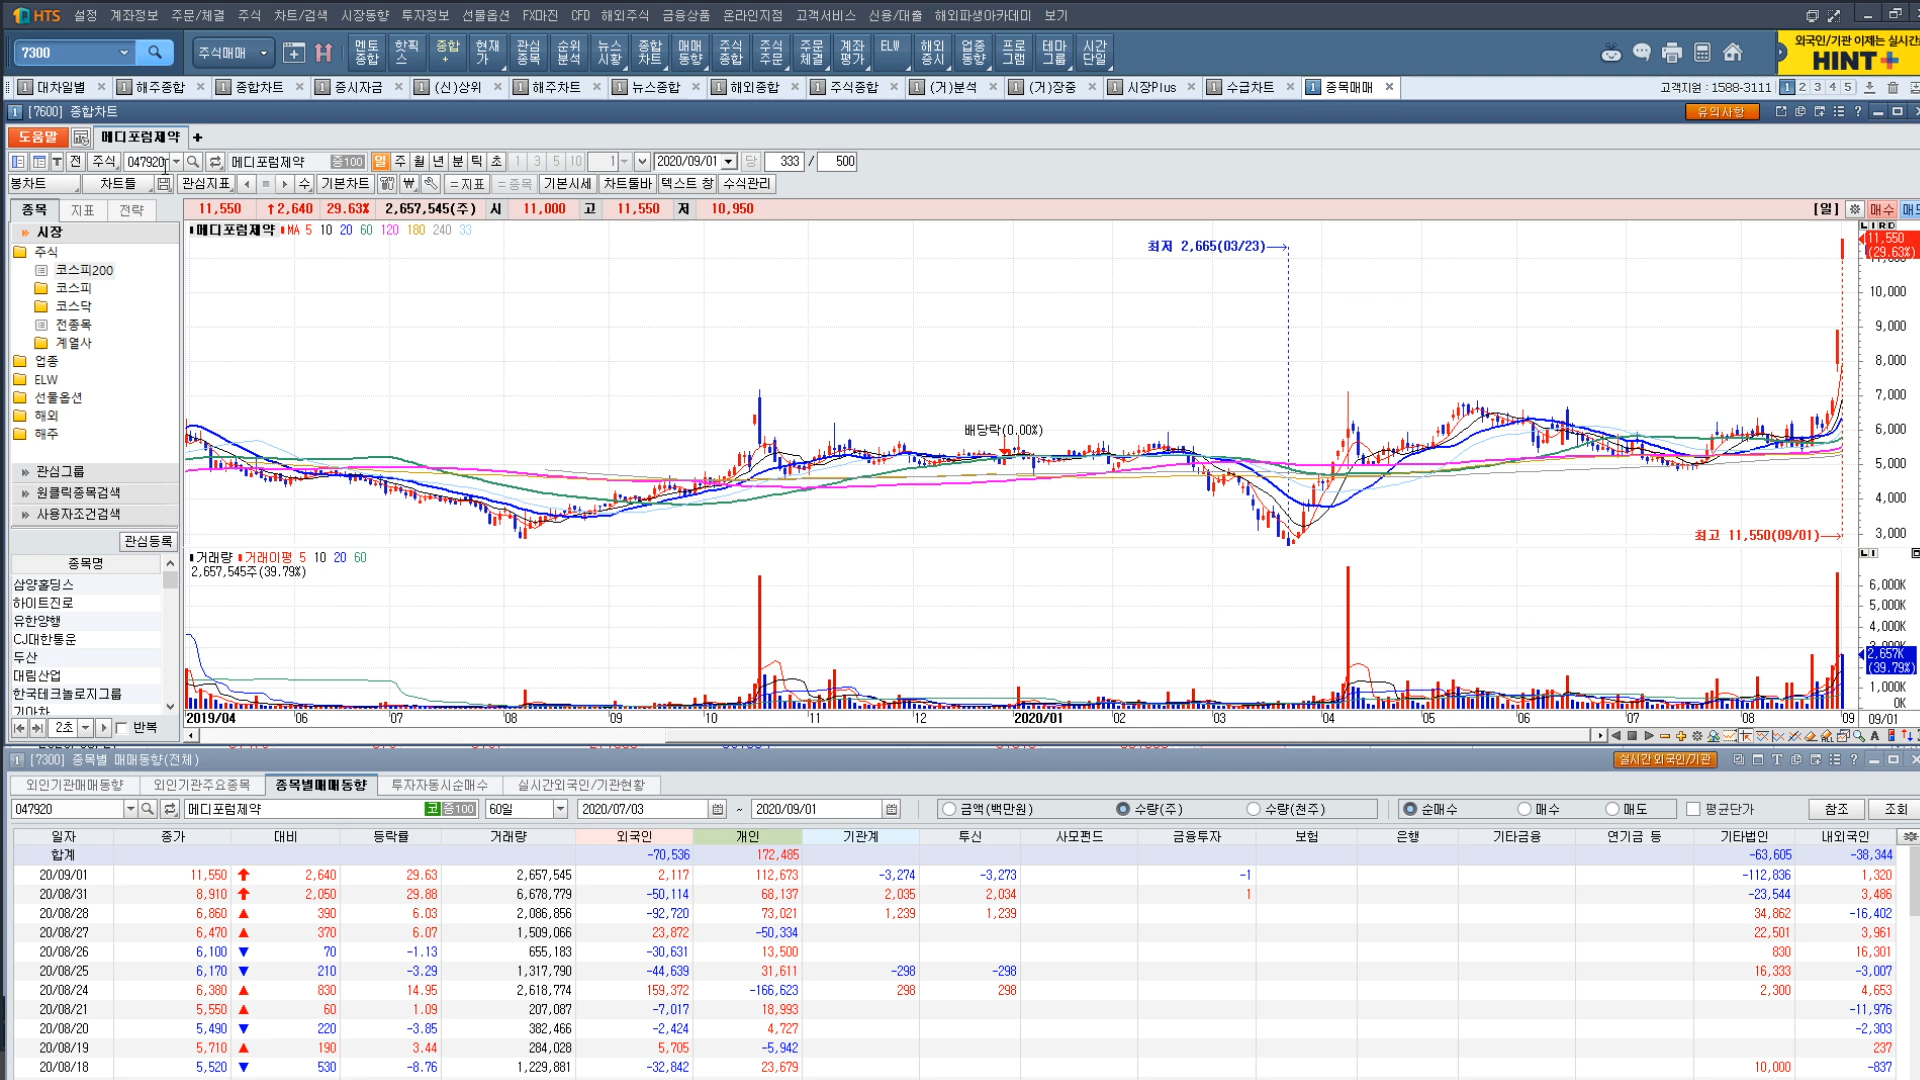 HTS 설정 계좌정보 주문/체결 주식 차트/검색 시장동향 투자정보 선물옵션 FX마진 CFD 해외주식 금융상품 온라인지점 고객서비스 신용/대출 해외파생아카데미 보기
7300 주식매매 멘토종합 핫픽스 종합+ 현재가 관심종목 순위분석 뉴스시황 종합차트 매매동향 주식종합 주식주문 주문체결 계좌평가 ELW 해외증시 업종동향 프로그램 테마그룹 시간단일 외국인/기관 이제는 실시간 HINT+
1 대차일별 × 1 해주종합 × 1 종합차트 × 1 증시자금 × 1 (신)상위 × 1 해주차트 × 1 뉴스종합 × 1 해외종합 × 1 주식종합 × 1 (거)분석 × 1 (거)장중 × 1 시장Plus × 1 수급차트 × 1 종목매매 × 고객지원 : 1588-3111 1 2 3 4 5
1 [7600] 종합차트 유의사항
도움말 메디포럼제약 +
T 전 주식 047920 메디포럼제약 증100 일 주 월 년 분 틱 초 1 3 5 10 1 2020/09/01 당 333 / 500
봉차트 차트틀 관심지표 수 기본차트 =지표 =종목 기본시세 차트툴바 텍스트 창 수식관리
종목 지표 전략
11,550 ↑2,640 29.63% 2,657,545(주) 시 11,000 고 11,550 저 10,950 [일] 매수 매도
시장
주식
코스피200
코스피
코스닥
전종목
계열사
업종
ELW
선물옵션
해외
해주
관심그룹
원클릭종목검색
사용자조건검색
관심등록
종목명
삼양홀딩스
하이트진로
유한양행
CJ대한통운
두산
대림산업
한국테크놀로지그룹
기아차
2초 반복
메디포럼제약 MA 5 10 20 60 120 180 240 33
최저 2,665(03/23)
배당락(0.00%)
최고 11,550(09/01)
11,550
(29.63%)
10,000
9,000
8,000
7,000
6,000
5,000
4,000
3,000
거래량 거래이평 5 10 20 60
2,657,545주(39.79%)
6,000K
5,000K
4,000K
2,657K
(39.79%)
1,000K
0K
2019/04 06 07 08 09 10 11 12 2020/01 02 03 04 05 06 07 08 09 09/01
1 [7300] 종목별 매매동향(전체) 실시간외국인/기관
외인기관매매동향 외인기관주요종목 종목별매매동향 투자자동시순매수 실시간외국인/기관현황
047920 메디포럼제약 코 증100 60일 2020/07/03 ~ 2020/09/01 금액(백만원) 수량(주) 수량(천주) 순매수 매수 매도 평균단가 참조 조회
일자 종가 대비 등락률 거래량 외국인 개인 기관계 투신 사모펀드 금융투자 보험 은행 기타금융 연기금 등 기타법인 내외국인
합계 -70,536 172,485 -63,605 -38,344
20/09/01 11,550 2,640 29.63 2,657,545 2,117 112,673 -3,274 -3,273 -1 -112,836 1,320
20/08/31 8,910 2,050 29.88 6,678,779 -50,114 68,137 2,035 2,034 1 -23,544 3,486
20/08/28 6,860 ▲ 390 6.03 2,086,856 -92,720 73,021 1,239 1,239 34,862 -16,402
20/08/27 6,470 ▲ 370 6.07 1,509,066 23,872 -50,334 22,501 3,961
20/08/26 6,100 ▼ 70 -1.13 655,183 -30,631 13,500 830 16,301
20/08/25 6,170 ▼ 210 -3.29 1,317,790 -44,639 31,611 -298 -298 16,333 -3,007
20/08/24 6,380 ▲ 830 14.95 2,618,774 159,372 -166,623 298 298 2,300 4,653
20/08/21 5,550 ▲ 60 1.09 207,087 -7,017 18,993 -11,976
20/08/20 5,490 ▼ 220 -3.85 382,466 -2,424 4,727 -2,303
20/08/19 5,710 ▲ 190 3.44 284,028 5,705 -5,942 237
20/08/18 5,520 ▼ 530 -8.76 1,229,881 -32,842 23,679 10,000 -837